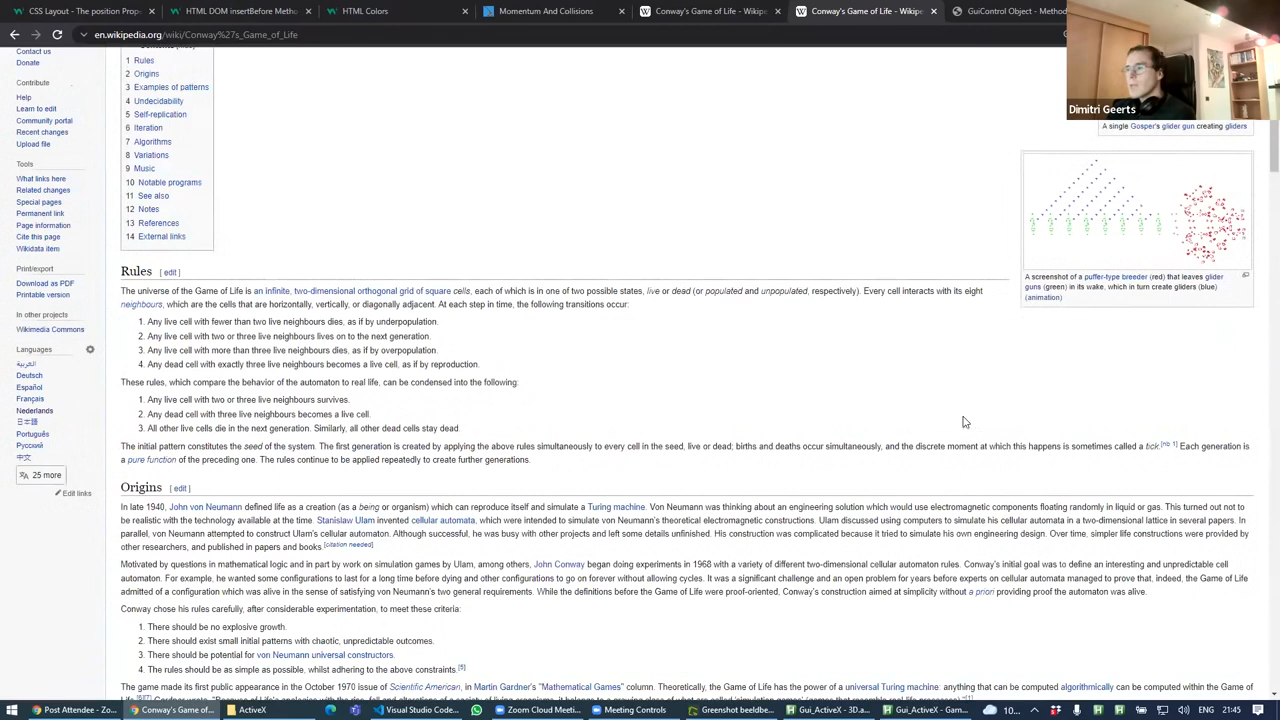 CSS Layout - The position
HTML DOM insertBefore Method
HTML Colors
Momentum And Collisions
Conway's Game of Life - Wikipe
Conway's Game of Life - Wikipe
GuiControl Object - Method
en.wikipedia.org/wiki/Conway%27s_Game_of_Life
Dimitri Geerts
Contact us
Donate
Contribute
Help
Learn to edit
Community portal
Recent changes
Upload file
Tools
What links here
Related changes
Special pages
Permanent link
Page information
Cite this page
Wikidata item
Print/export
Download as PDF
Printable version
In other projects
Wikimedia Commons
Languages
العربية
Deutsch
Español
Français
Nederlands
日本語
Português
Русский
中文
25 more
Edit links
1 Rules
2 Origins
3 Examples of patterns
4 Undecidability
5 Self-replication
6 Iteration
7 Algorithms
8 Variations
9 Music
10 Notable programs
11 See also
12 Notes
13 References
14 External links
A single Gosper's glider gun creating gliders
A screenshot of a puffer-type breeder (red) that leaves glider
guns (green) in its wake, which in turn create gliders (blue)
(animation)
Rules [ edit ]
The universe of the Game of Life is an infinite, two-dimensional orthogonal grid of square cells, each of which is in one of two possible states, live or dead (or populated and unpopulated, respectively). Every cell interacts with its eight
neighbours, which are the cells that are horizontally, vertically, or diagonally adjacent. At each step in time, the following transitions occur:
1. Any live cell with fewer than two live neighbours dies, as if by underpopulation.
2. Any live cell with two or three live neighbours lives on to the next generation.
3. Any live cell with more than three live neighbours dies, as if by overpopulation.
4. Any dead cell with exactly three live neighbours becomes a live cell, as if by reproduction.
These rules, which compare the behavior of the automaton to real life, can be condensed into the following:
1. Any live cell with two or three live neighbours survives.
2. Any dead cell with three live neighbours becomes a live cell.
3. All other live cells die in the next generation. Similarly, all other dead cells stay dead.
The initial pattern constitutes the seed of the system. The first generation is created by applying the above rules simultaneously to every cell in the seed, live or dead; births and deaths occur simultaneously, and the discrete moment at which this happens is sometimes called a tick.[nb 1] Each generation is
a pure function of the preceding one. The rules continue to be applied repeatedly to create further generations.
Origins [ edit ]
In late 1940, John von Neumann defined life as a creation (as a being or organism) which can reproduce itself and simulate a Turing machine. Von Neumann was thinking about an engineering solution which would use electromagnetic components floating randomly in liquid or gas. This turned out not to
be realistic with the technology available at the time. Stanislaw Ulam invented cellular automata, which were intended to simulate von Neumann's theoretical electromagnetic constructions. Ulam discussed using computers to simulate his cellular automata in a two-dimensional lattice in several papers. In
parallel, von Neumann attempted to construct Ulam's cellular automaton. Although successful, he was busy with other projects and left some details unfinished. His construction was complicated because it tried to simulate his own engineering design. Over time, simpler life constructions were provided by
other researchers, and published in papers and books.[citation needed]
Motivated by questions in mathematical logic and in part by work on simulation games by Ulam, among others, John Conway began doing experiments in 1968 with a variety of different two-dimensional cellular automaton rules. Conway's initial goal was to define an interesting and unpredictable cell
automaton. For example, he wanted some configurations to last for a long time before dying and other configurations to go on forever without allowing cycles. It was a significant challenge and an open problem for years before experts on cellular automata managed to prove that, indeed, the Game of Life
admitted of a configuration which was alive in the sense of satisfying von Neumann's two general requirements. While the definitions before the Game of Life were proof-oriented, Conway's construction aimed at simplicity without a priori providing proof the automaton was alive.
Conway chose his rules carefully, after considerable experimentation, to meet these criteria:
1. There should be no explosive growth.
2. There should exist small initial patterns with chaotic, unpredictable outcomes.
3. There should be potential for von Neumann universal constructors.
4. The rules should be as simple as possible, whilst adhering to the above constraints.[5]
The game made its first public appearance in the October 1970 issue of Scientific American, in Martin Gardner's "Mathematical Games" column. Theoretically, the Game of Life has the power of a universal Turing machine: anything that can be computed algorithmically can be computed within the Game of
Post Attendee - Zo...
Conway's Game of...
ActiveX
Visual Studio Code...
Zoom Cloud Meetin...
Meeting Controls
Greenshot beeldbe...
Gui_ActiveX - 3D.a...
Gui_ActiveX - Gam...
10...
21:45